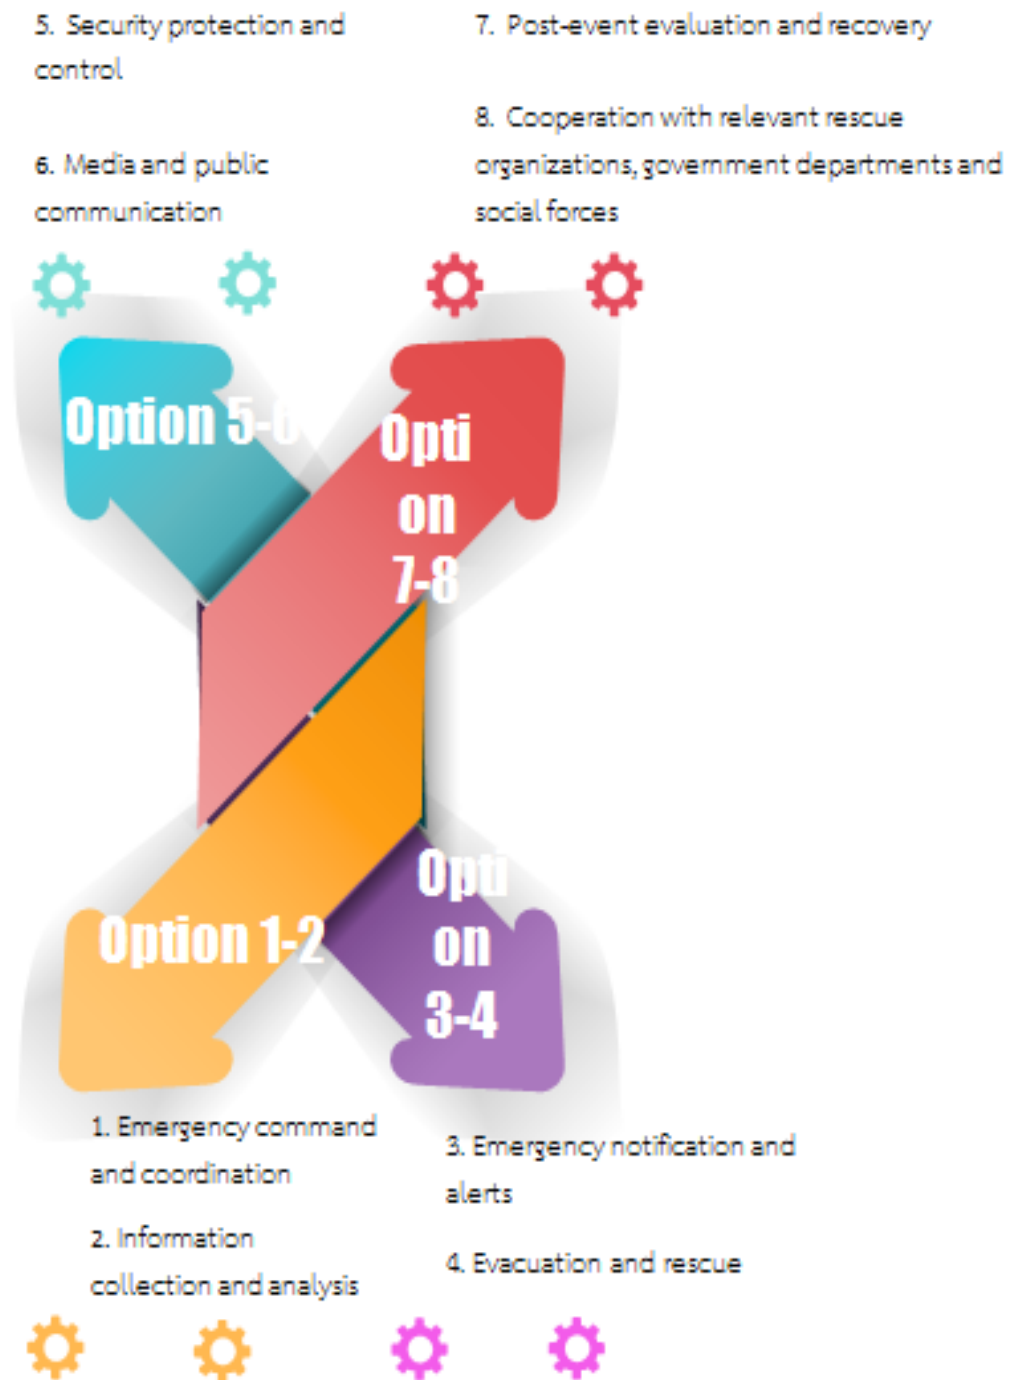 5. Security protection and
control
6. Media and public
communication
7. Post-event evaluation and recovery
8. Cooperation with relevant rescue
organizations, government departments and
social forces
Option 5-6
Opti
on
7-8
Option 1-2
Opti
on
3-4
1. Emergency command
and coordination
2. Information
collection and analysis
3. Emergency notification and
alerts
4. Evacuation and rescue